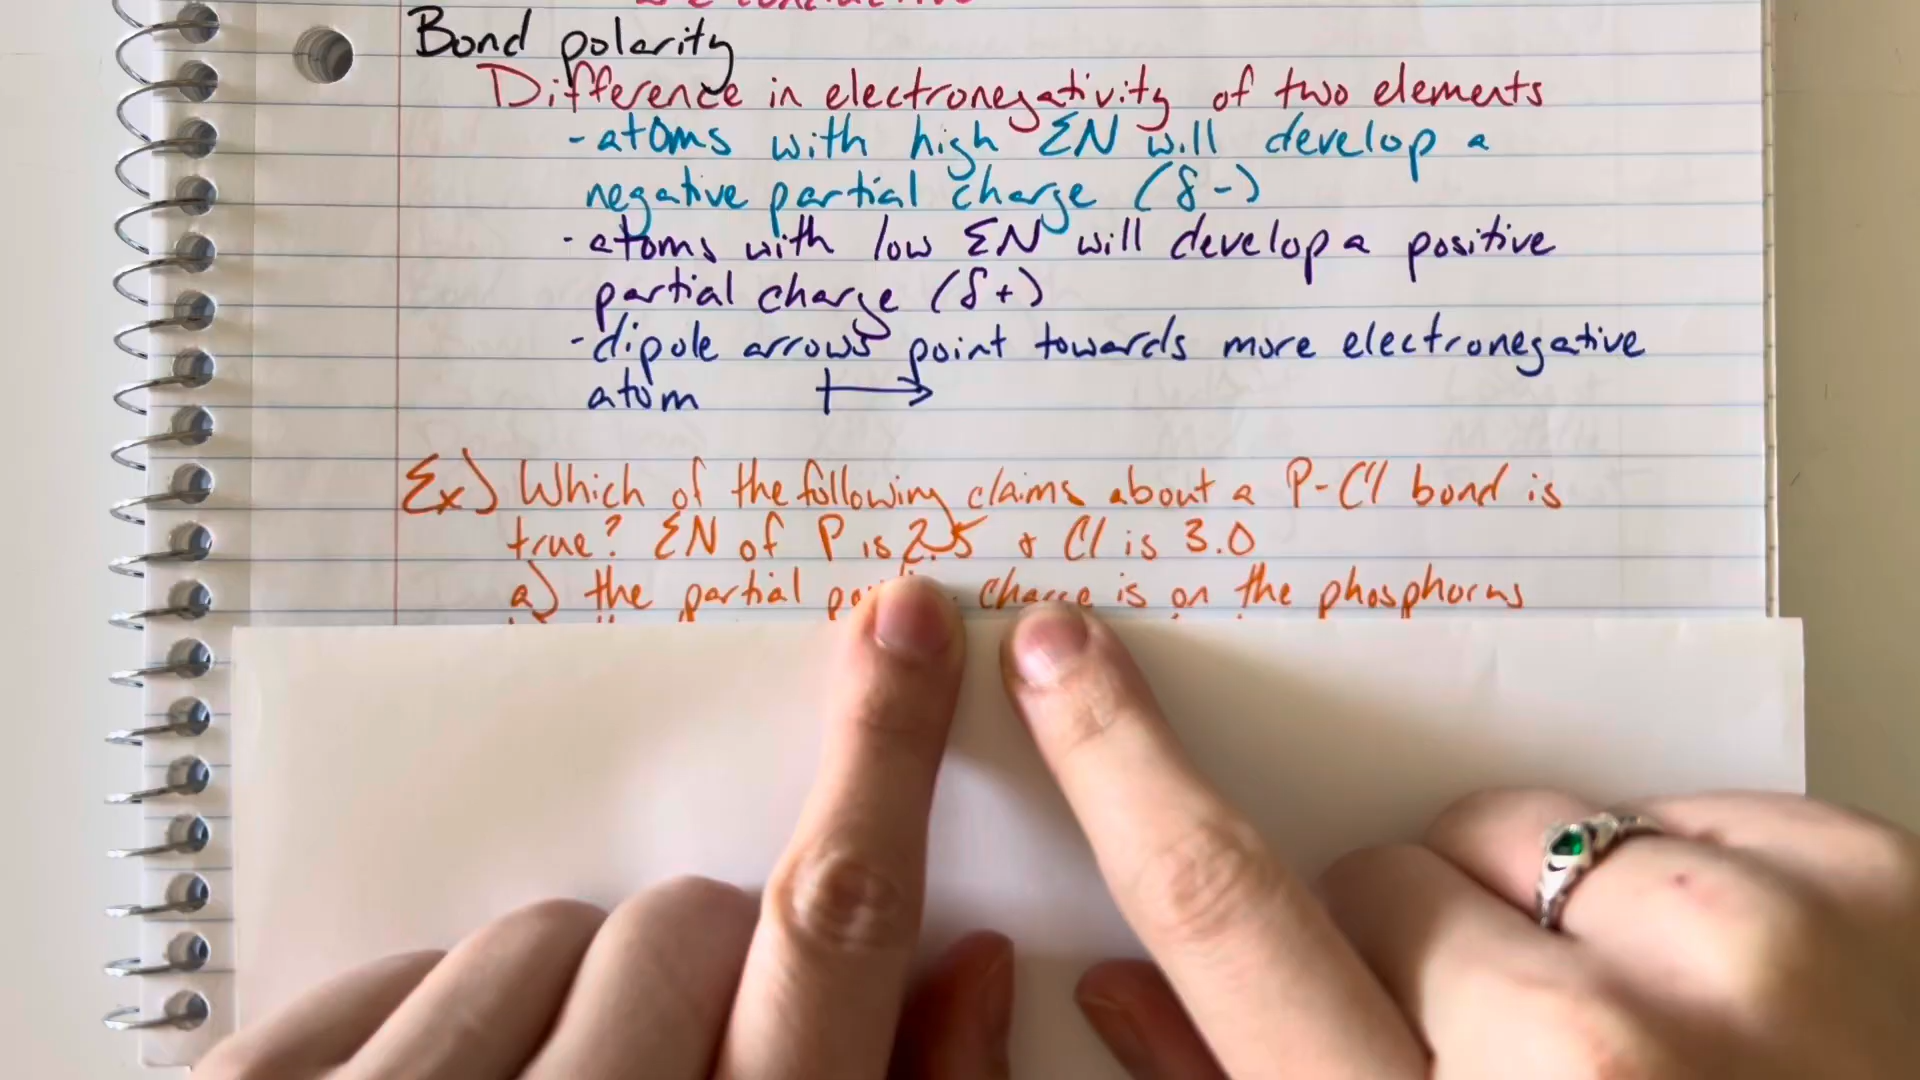 Bond polarity
Difference in electronegativity of two elements
-atoms with high EN will develop a
negative partial charge (δ-)
-atoms with low EN will develop a positive
partial charge (δ+)
-dipole arrows point towards more electronegative
atom
Ex) Which of the following claims about a P-Cl bond is
true? EN of P is 2.5 & Cl is 3.0
a) the partial charge is on the phosphorus